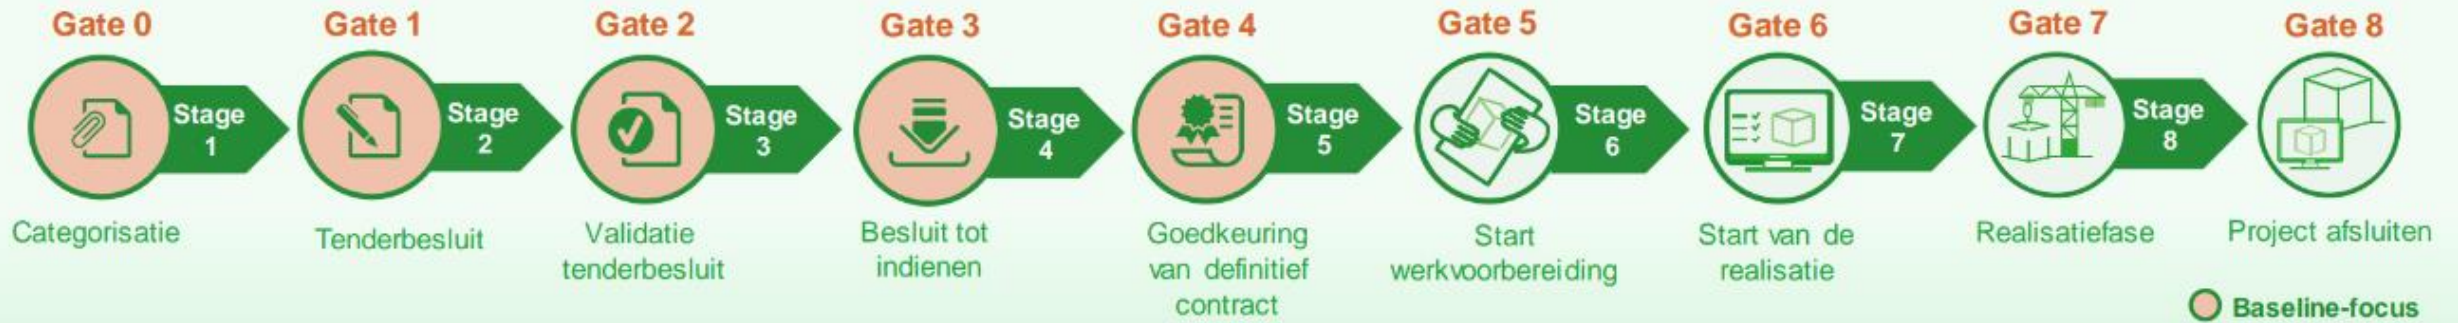 Gate 0
Gate 1
Gate 2
Gate 3
Gate 4
Gate 5
Gate 6
Gate 7
Gate 8
Stage
1
Stage
2
Stage
3
Stage
4
Stage
5
Stage
6
Stage
7
Stage
8
Categorisatie
Tenderbesluit
Validatie
tenderbesluit
Besluit tot
indienen
Goedkeuring
van definitief
contract
Start
werkvoorbereiding
Start van de
realisatie
Realisatiefase
Project afsluiten
Baseline-focus